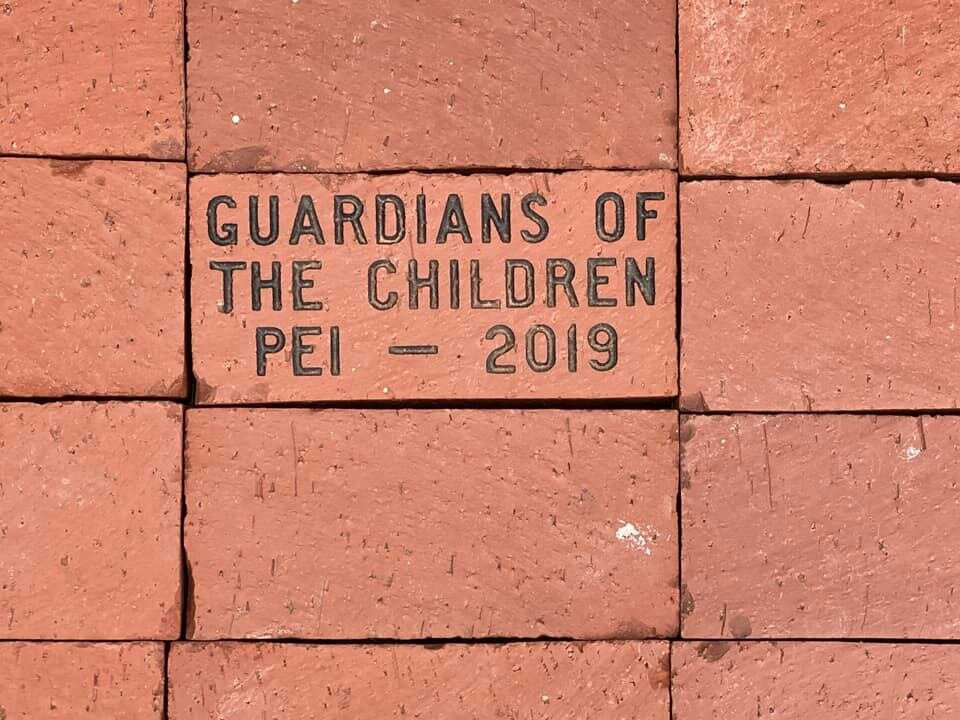 GUARDIANS OF
THE CHILDREN
PEI — 2019